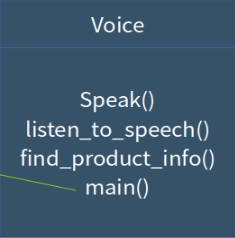 Voice
Speak()
listen_to_speech()
find_product_info()
main()